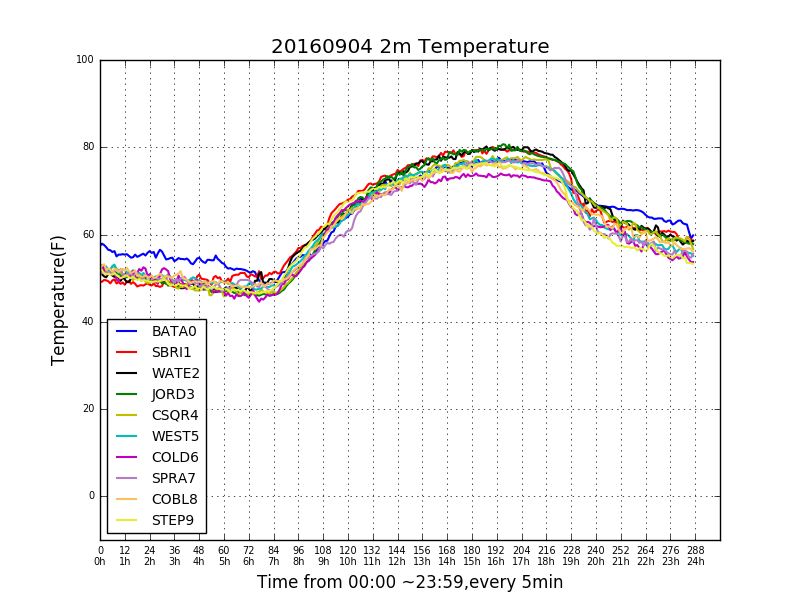 20160904 2m Temperature
100
80
60
40
20
0
Temperature(F)
BATA0
SBRI1
WATE2
JORD3
CSQR4
WEST5
COLD6
SPRA7
COBL8
STEP9
0 12 24 36 48 60 72 84 96 108 120 132 144 156 168 180 192 204 216 228 240 252 264 276 288
0h 1h 2h 3h 4h 5h 6h 7h 8h 9h 10h 11h 12h 13h 14h 15h 16h 17h 18h 19h 20h 21h 22h 23h 24h
Time from 00:00 ~23:59,every 5min